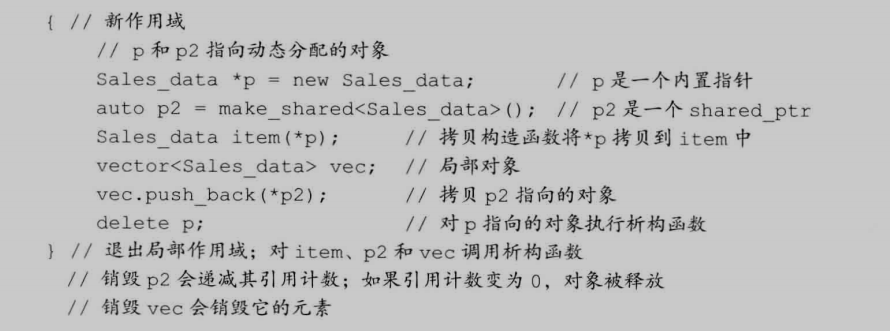 { // 新作用域
// p 和 p2 指向动态分配的对象
Sales_data *p = new Sales_data; // p 是一个内置指针
auto p2 = make_shared<Sales_data>(); // p2 是一个 shared_ptr
Sales_data item(*p); // 拷贝构造函数将*p 拷贝到 item 中
vector<Sales_data> vec; // 局部对象
vec.push_back(*p2); // 拷贝 p2 指向的对象
delete p; // 对 p 指向的对象执行析构函数
} // 退出局部作用域；对 item、p2 和 vec 调用析构函数
// 销毁 p2 会递减其引用计数；如果引用计数变为 0，对象被释放
// 销毁 vec 会销毁它的元素